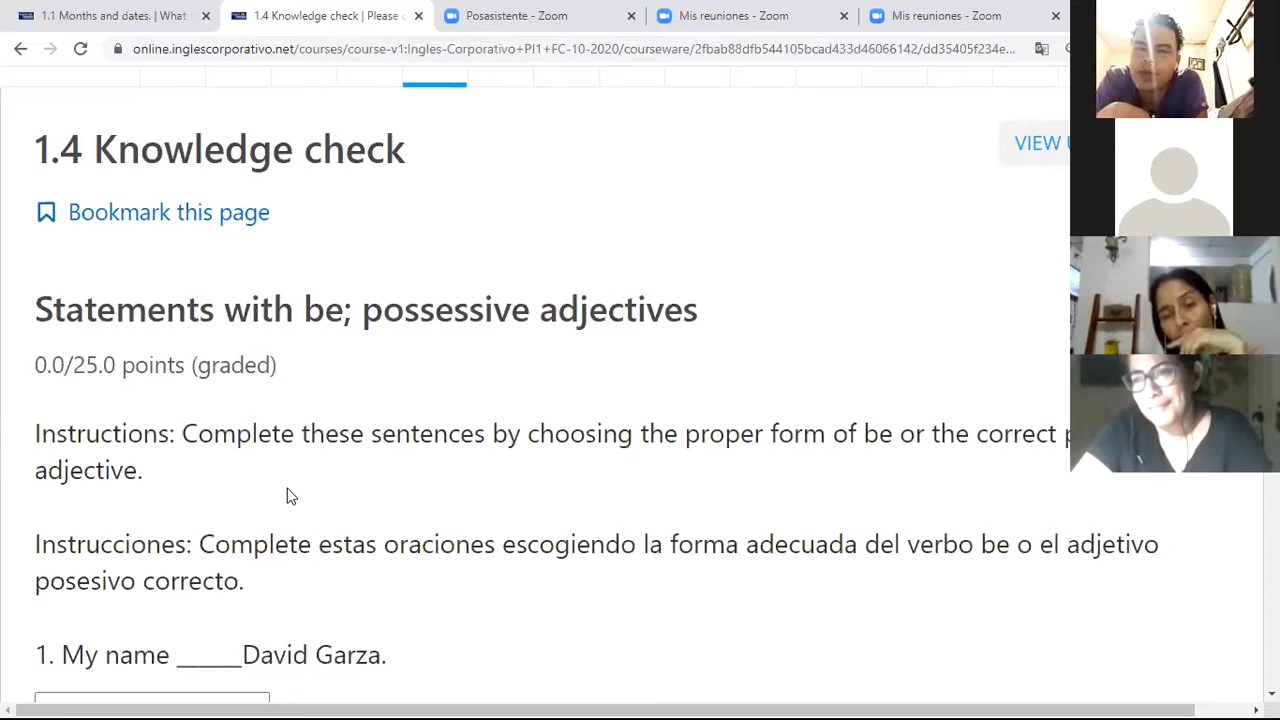 1.1 Months and dates. | What
1.4 Knowledge check | Please c
Posasistente - Zoom
Mis reuniones - Zoom
Mis reuniones - Zoom
online.inglescorporativo.net/courses/course-v1:Ingles-Corporativo+PI1+FC-10-2020/courseware/2fbab88dfb544105bcad433d46066142/dd35405f234e...
1.4 Knowledge check
VIEW
Bookmark this page
Statements with be; possessive adjectives
0.0/25.0 points (graded)
Instructions: Complete these sentences by choosing the proper form of be or the correct
adjective.
Instrucciones: Complete estas oraciones escogiendo la forma adecuada del verbo be o el adjetivo
posesivo correcto.
1. My name ______David Garza.